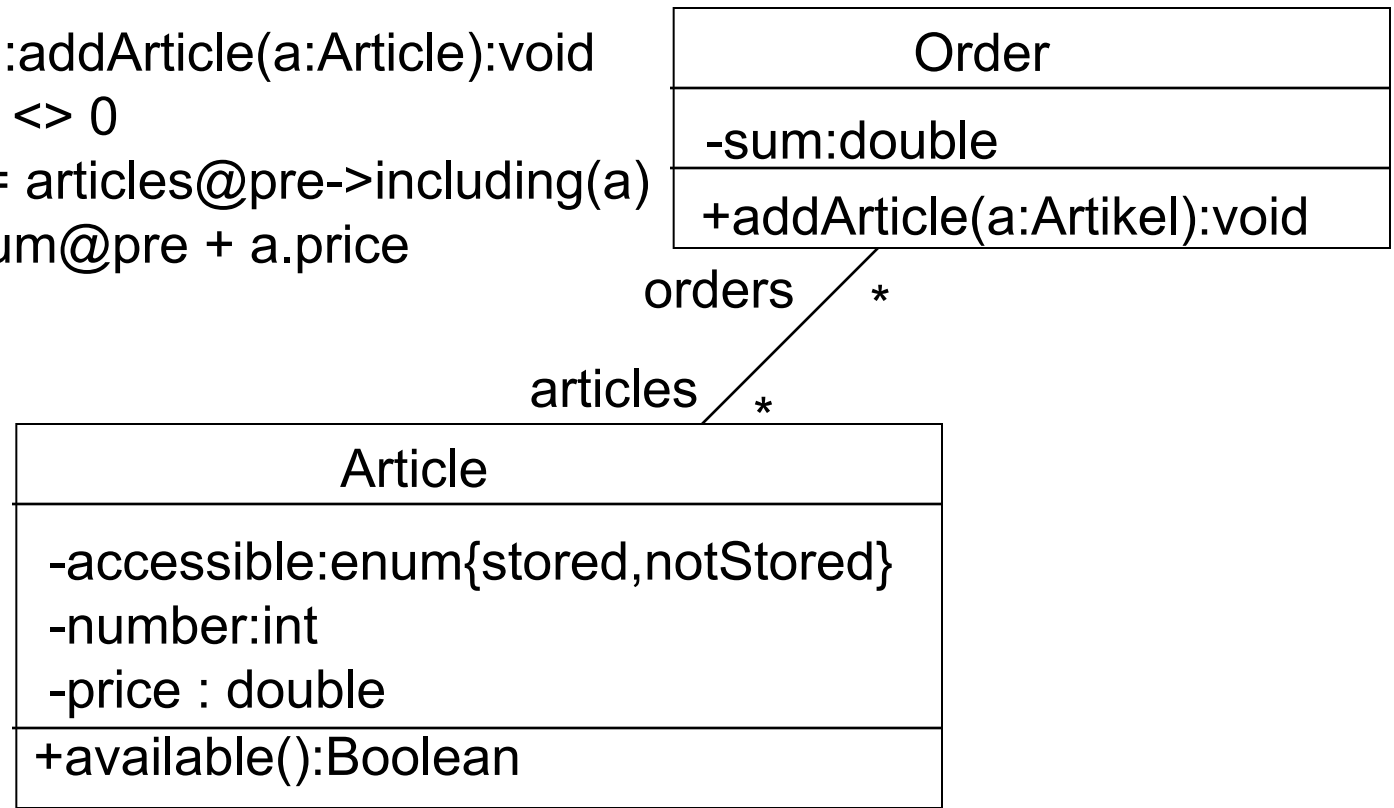 :addArticle(a:Article):void
<> 0
= articles@pre->including(a)
um@pre + a.price
Order
-sum:double
+addArticle(a:Artikel):void
orders *
articles *
Article
-accessible:enum{stored,notStored}
-number:int
-price : double
+available():Boolean